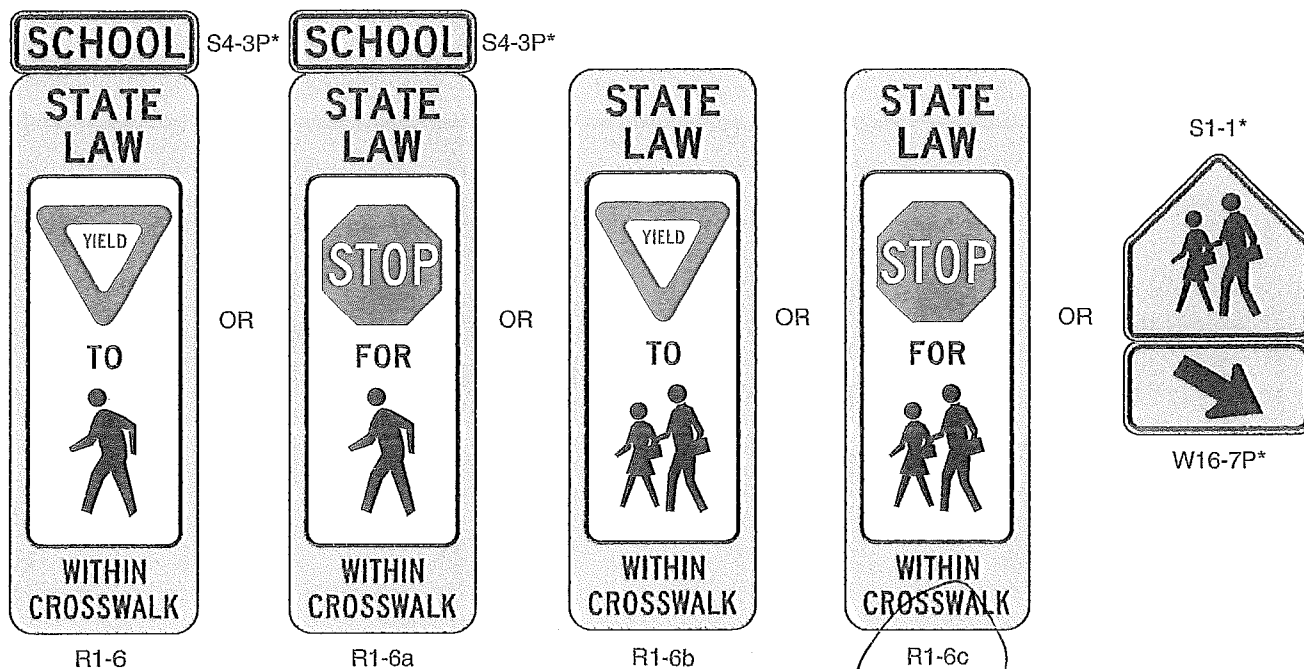 SCHOOL S4-3P*
STATE
LAW
YIELD
TO
WITHIN
CROSSWALK
R1-6
OR
SCHOOL S4-3P*
STATE
LAW
STOP
FOR
WITHIN
CROSSWALK
R1-6a
OR
STATE
LAW
YIELD
TO
WITHIN
CROSSWALK
R1-6b
OR
STATE
LAW
STOP
FOR
WITHIN
CROSSWALK
R1-6c
OR
S1-1*
W16-7P*